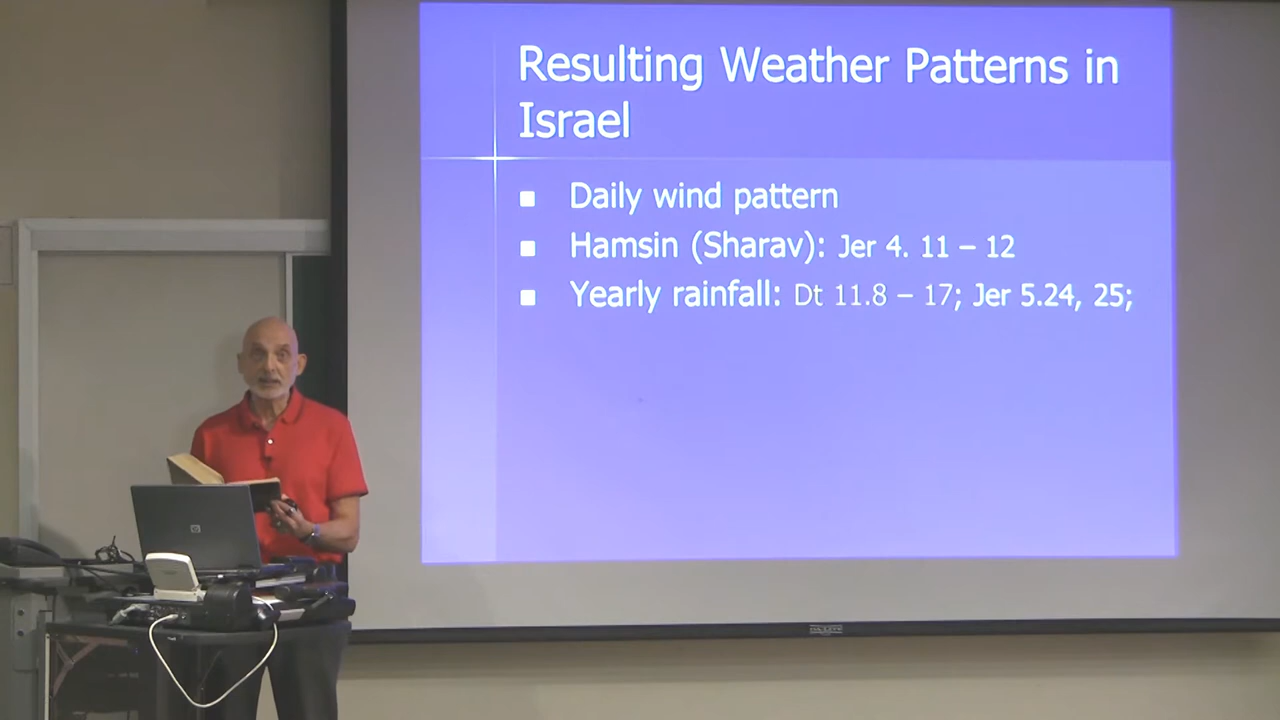 Resulting Weather Patterns in
Israel
Daily wind pattern
Hamsin (Sharav): Jer 4. 11 – 12
Yearly rainfall: Dt 11.8 – 17; Jer 5.24, 25;